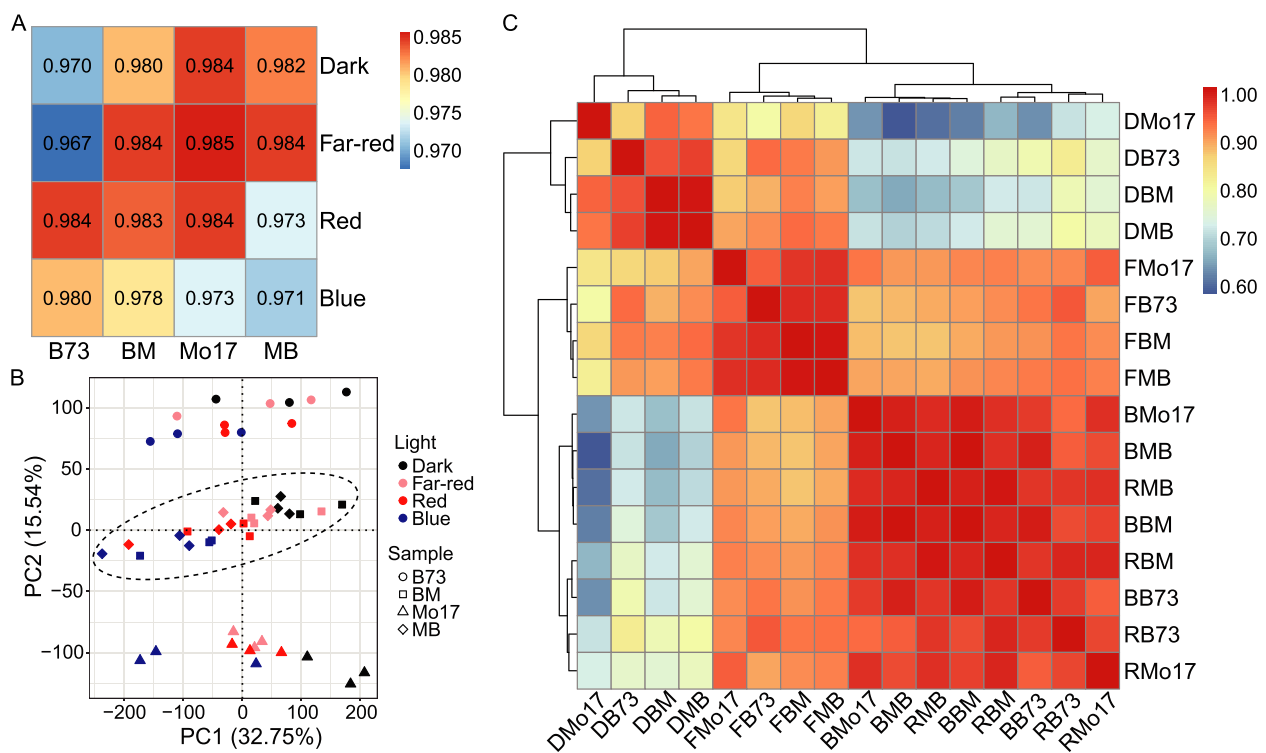 A
0.970 0.980 0.984 0.982 Dark
0.967 0.984 0.985 0.984 Far-red
0.984 0.983 0.984 0.973 Red
0.980 0.978 0.973 0.971 Blue
B73 BM Mo17 MB
0.985
0.980
0.975
0.970
B
PC2 (15.54%)
100
50
0
−50
−100
−200 −100 0 100 200
PC1 (32.75%)
Light
Dark
Far-red
Red
Blue
Sample
B73
BM
Mo17
MB
C
DMo17
DB73
DBM
DMB
FMo17
FB73
FBM
FMB
BMo17
BMB
RMB
BBM
RBM
BB73
RB73
RMo17
DMo17 DB73 DBM DMB FMo17 FB73 FBM FMB BMo17 BMB RMB BBM RBM BB73 RB73 RMo17
1.00
0.90
0.80
0.70
0.60